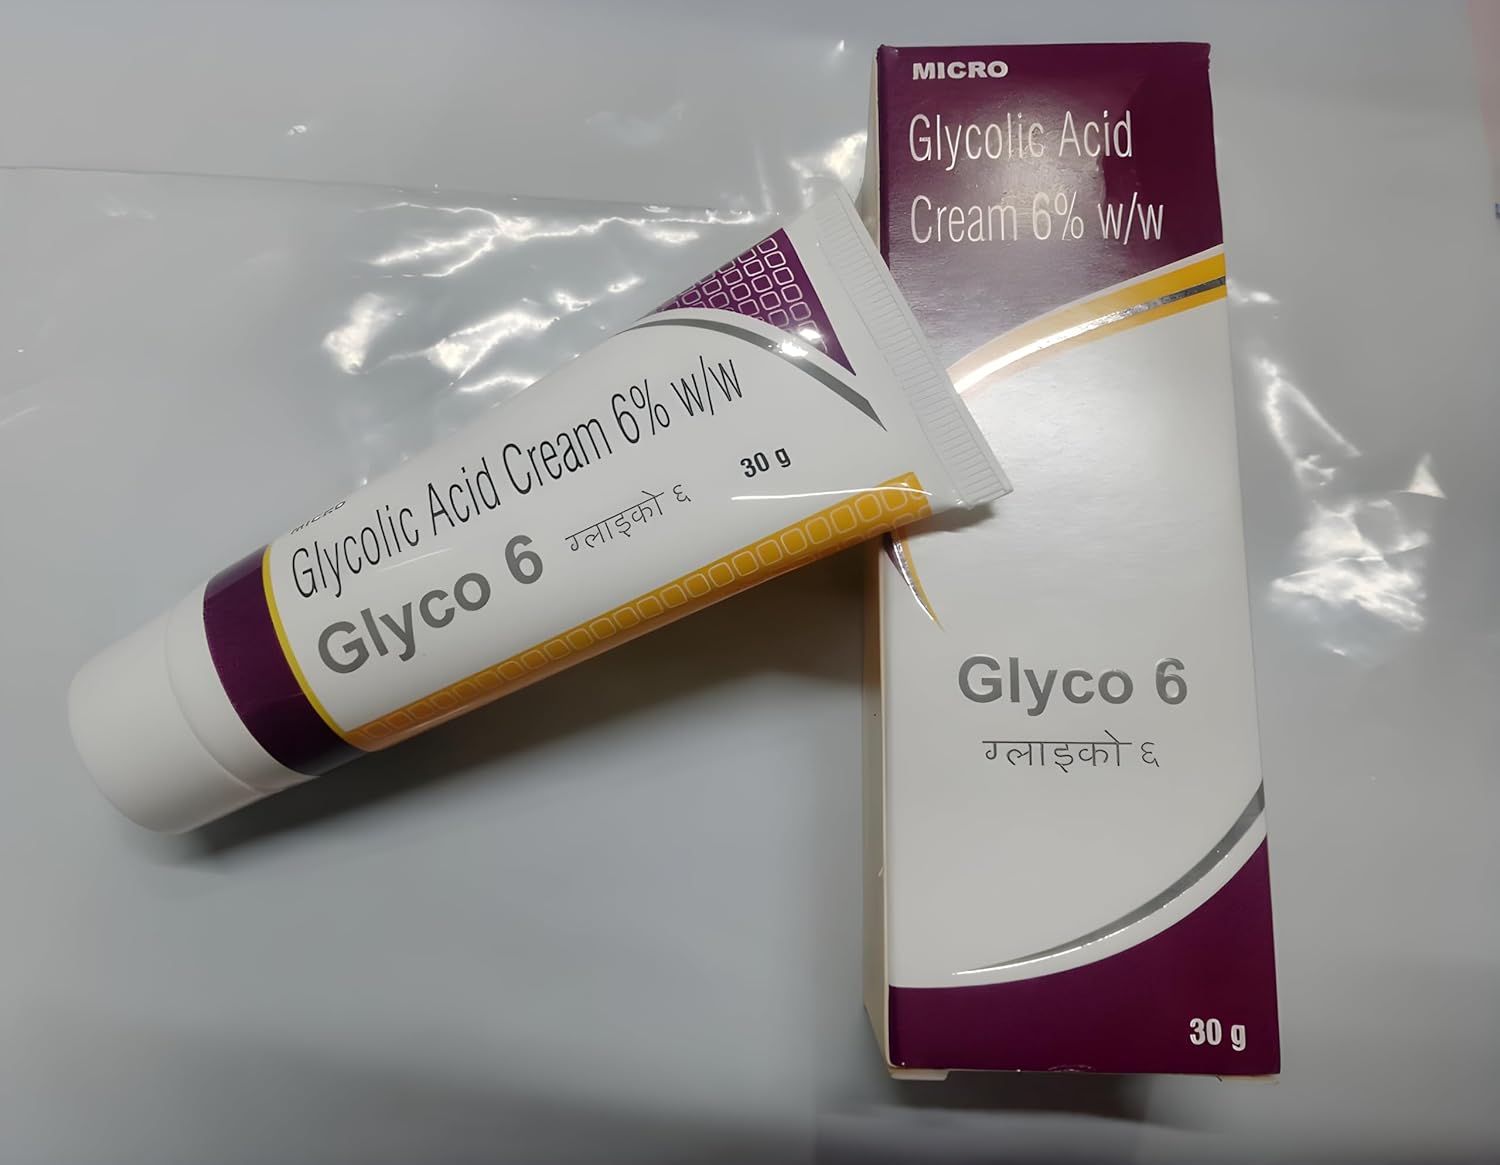 MICRO
Glycolic Acid
Cream 6% w/w
Glyco 6
ग्लाइको ६
30 g
MICRO
Glycolic Acid Cream 6% w/w
Glyco 6 ग्लाइको ६
30 g